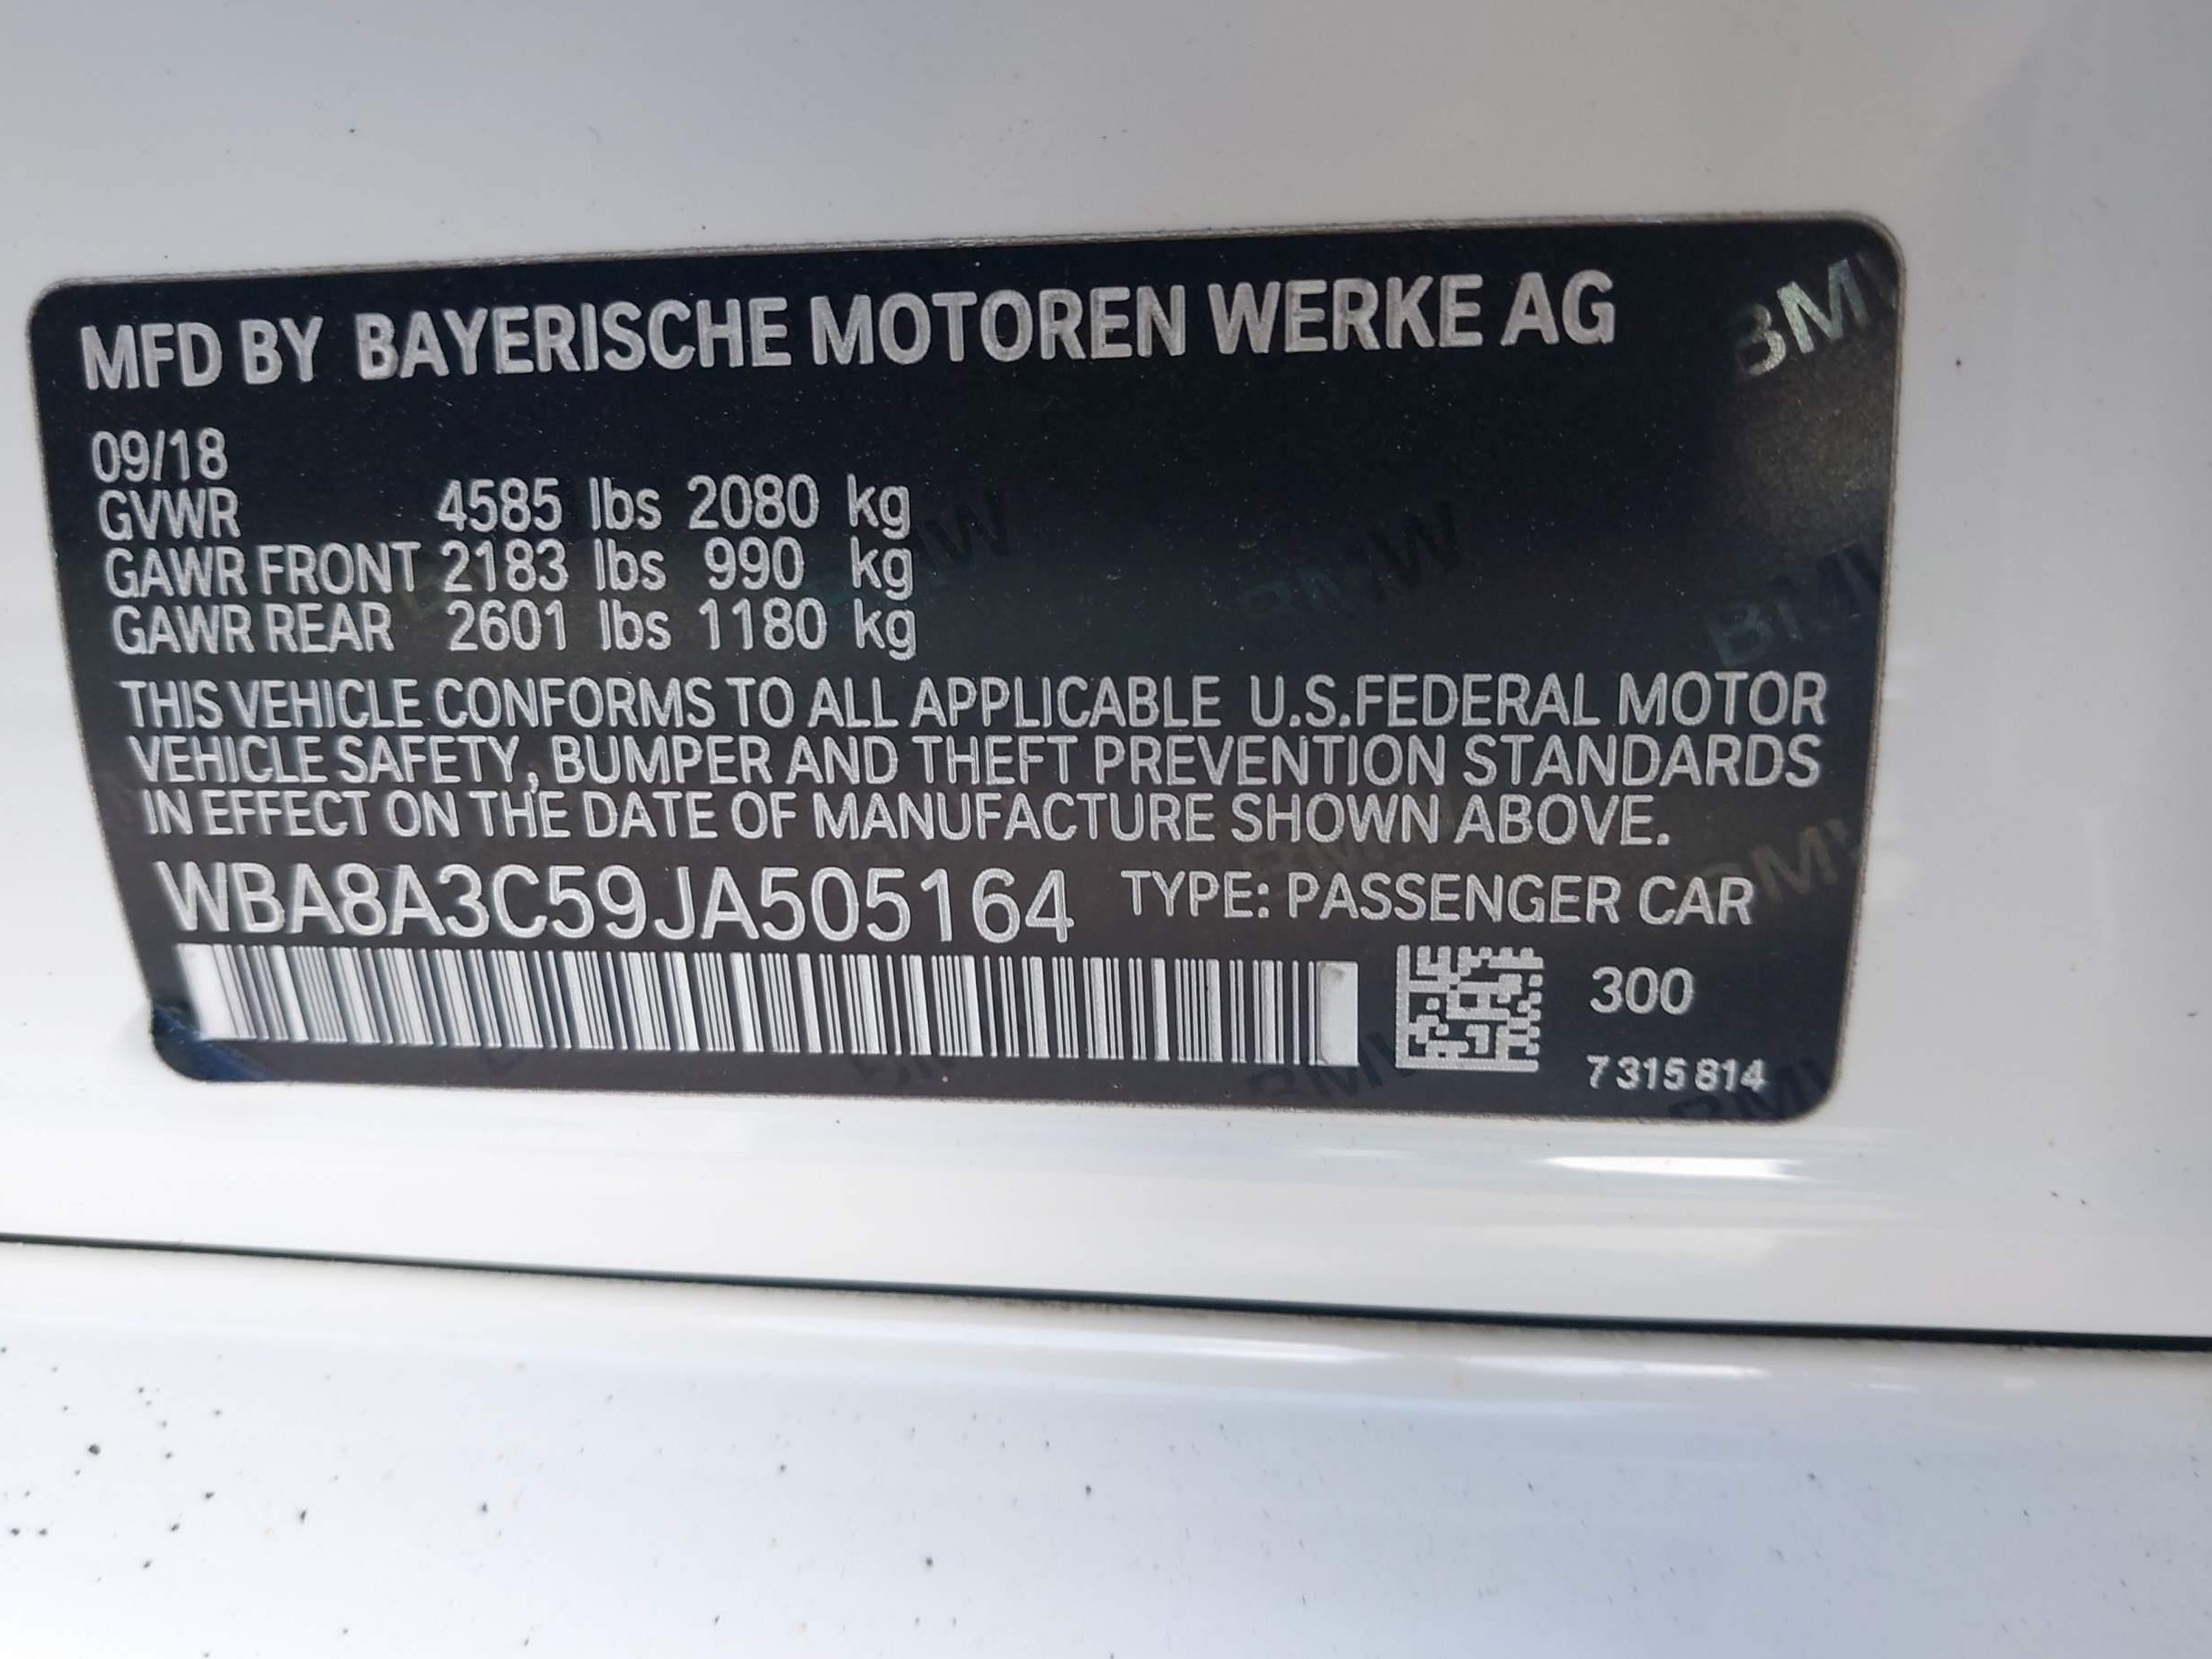 MFD BY BAYERISCHE MOTOREN WERKE AG
09/18
GVWR 4585 lbs 2080 kg
GAWR FRONT 2183 lbs 990 kg
GAWR REAR 2601 lbs 1180 kg
THIS VEHICLE CONFORMS TO ALL APPLICABLE U.S.FEDERAL MOTOR
VEHICLE SAFETY, BUMPER AND THEFT PREVENTION STANDARDS
IN EFFECT ON THE DATE OF MANUFACTURE SHOWN ABOVE.
WBA8A3C59JA505164 TYPE: PASSENGER CAR
300
7 315 814